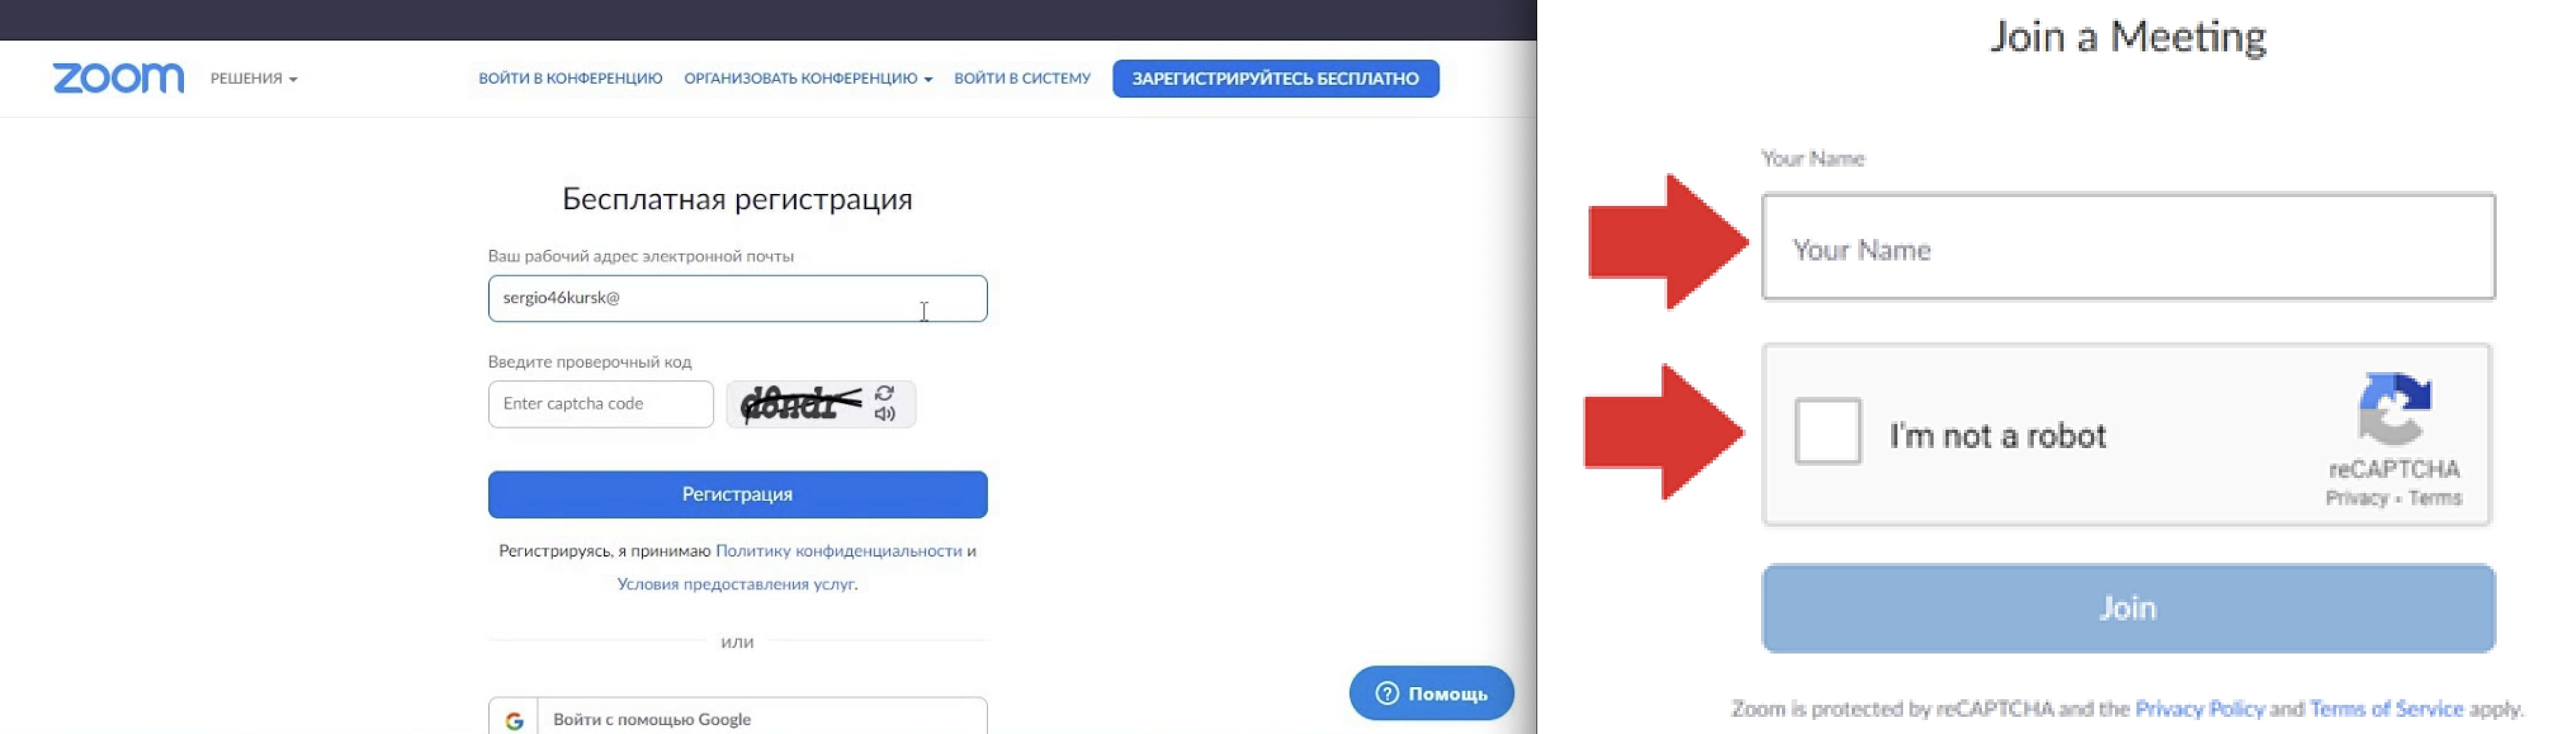 zoom
РЕШЕНИЯ
ВОЙТИ В КОНФЕРЕНЦИЮ
ОРГАНИЗОВАТЬ КОНФЕРЕНЦИЮ
ВОЙТИ В СИСТЕМУ
ЗАРЕГИСТРИРУЙТЕСЬ БЕСПЛАТНО
Бесплатная регистрация
Ваш рабочий адрес электронной почты
sergio46kursk@
Введите проверочный код
Enter captcha code
Регистрация
Регистрируясь, я принимаю Политику конфиденциальности и
Условия предоставления услуг.
или
Войти с помощью Google
Помощь
Join a Meeting
Your Name
Your Name
I'm not a robot
reCAPTCHA
Privacy - Terms
Join
Zoom is protected by reCAPTCHA and the Privacy Policy and Terms of Service apply.